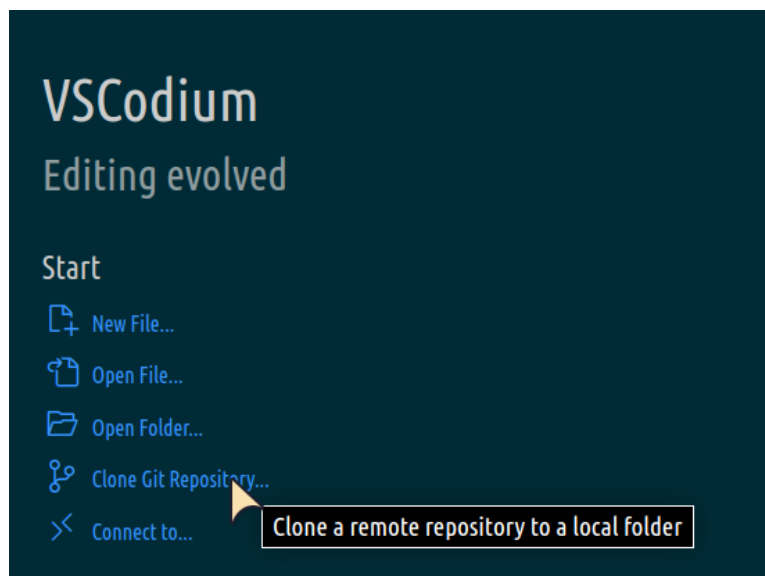 VSCodium
Editing evolved
Start
New File...
Open File...
Open Folder...
Clone Git Repository...
Clone a remote repository to a local folder
Connect to...